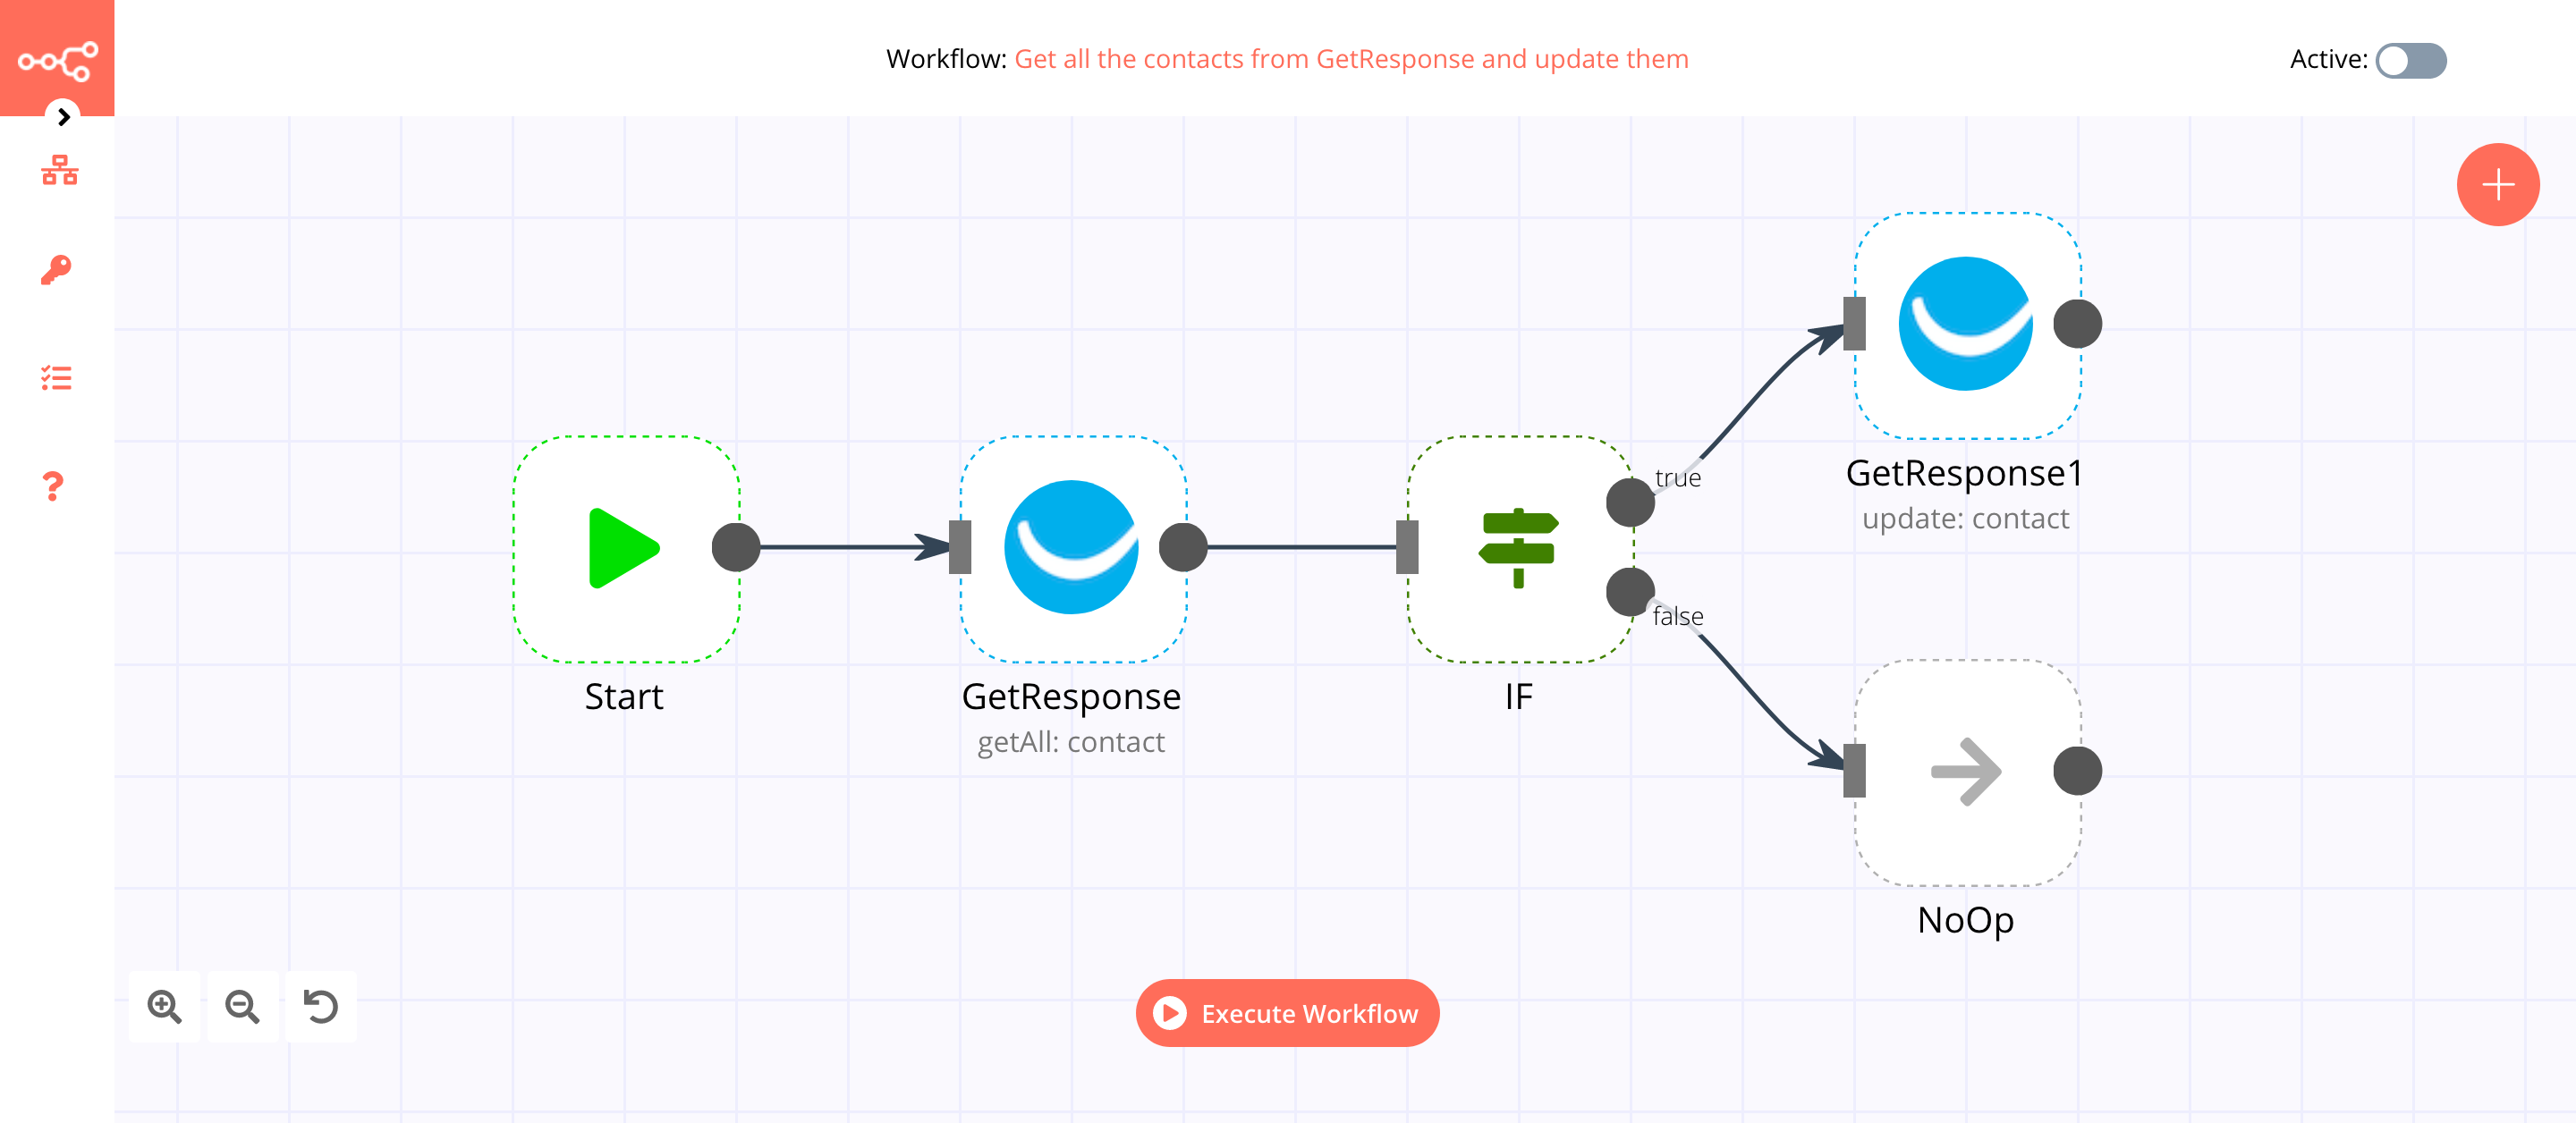 Workflow: Get all the contacts from GetResponse and update them
Active:
true
GetResponse1
update: contact
false
Start
GetResponse
getAll: contact
IF
NoOp
Execute Workflow